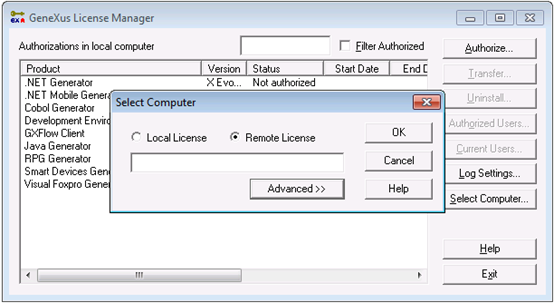 GeneXus License Manager
Authorizations in local computer
Filter Authorized
Product Version Status Start Date End D
.NET Generator X Evo... Not authorized
.NET Mobile Genera
Cobol Generator
Development Enviro
GXFlow Client
Java Generator
RPG Generator
Smart Devices Gene
Visual Foxpro Gener
Select Computer
Local License Remote License
OK
Cancel
Advanced >> Help
Authorize...
Transfer...
Uninstall...
Authorized Users...
Current Users...
Log Settings...
Select Computer...
Help
Exit